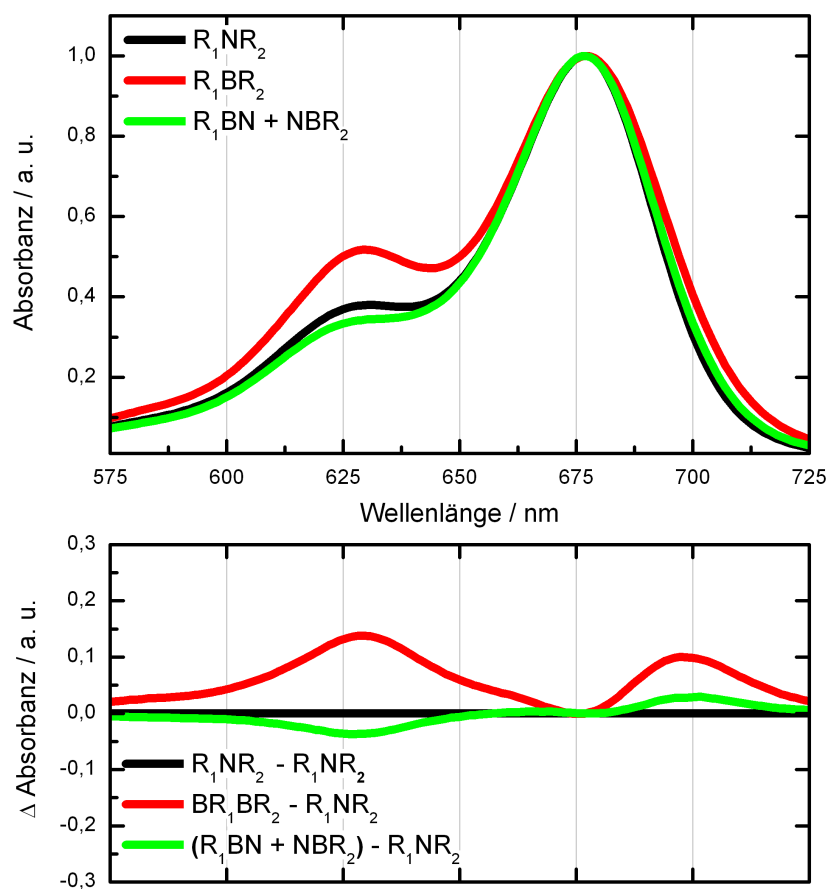 R₁NR₂
R₁BR₂
R₁BN + NBR₂
Absorbanz / a. u.
1,0
0,8
0,6
0,4
0,2
575 600 625 650 675 700 725
Wellenlänge / nm
Δ Absorbanz / a. u.
0,3
0,2
0,1
0,0
-0,1
-0,2
-0,3
R₁NR₂ - R₁NR₂
BR₁BR₂ - R₁NR₂
(R₁BN + NBR₂) - R₁NR₂